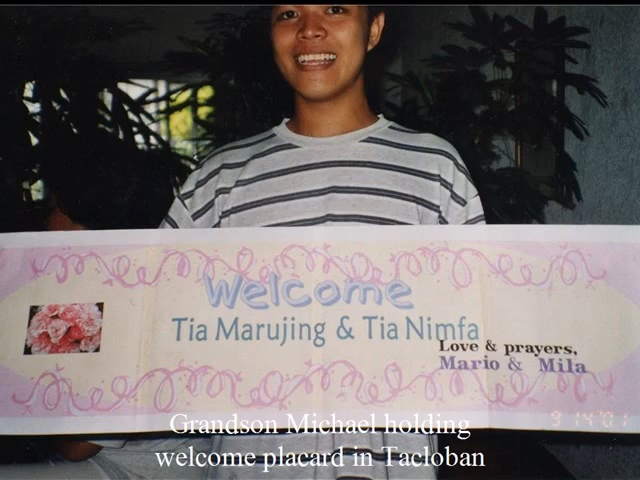 Welcome
Tia Marujing & Tia Nimfa
Love & prayers,
Mario & Mila
9 14 '01
Grandson Michael holding
welcome placard in Tacloban